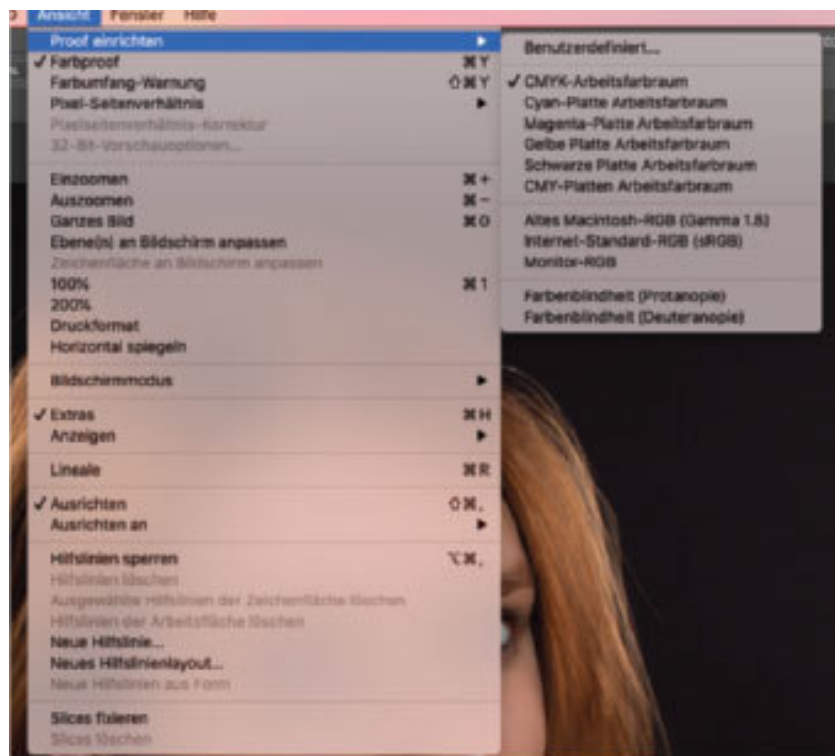 Ansicht Fenster Hilfe
Proof einrichten ▶
✓ Farbproof ⌘Y
Farbumfang-Warnung ⇧⌘Y
Pixel-Seitenverhältnis ▶
Pixelseitenverhältnis-Korrektur
32-Bit-Vorschauoptionen...
Einzoomen ⌘+
Auszoomen ⌘−
Ganzes Bild ⌘0
Ebene(n) an Bildschirm anpassen
Zeichenfläche an Bildschirm anpassen
100% ⌘1
200%
Druckformat
Horizontal spiegeln
Bildschirmmodus ▶
✓ Extras ⌘H
Anzeigen ▶
Lineale ⌘R
✓ Ausrichten ⇧⌘,
Ausrichten an ▶
Hilfslinien sperren ⌥⌘,
Hilfslinien löschen
Ausgewählte Hilfslinien der Zeichenfläche löschen
Hilfslinien der Arbeitsfläche löschen
Neue Hilfslinie...
Neues Hilfslinienlayout...
Neue Hilfslinien aus Form
Slices fixieren
Slices löschen
Benutzerdefiniert...
✓ CMYK-Arbeitsfarbraum
Cyan-Platte Arbeitsfarbraum
Magenta-Platte Arbeitsfarbraum
Gelbe Platte Arbeitsfarbraum
Schwarze Platte Arbeitsfarbraum
CMY-Platten Arbeitsfarbraum
Altes Macintosh-RGB (Gamma 1.8)
Internet-Standard-RGB (sRGB)
Monitor-RGB
Farbenblindheit (Protanopie)
Farbenblindheit (Deuteranopie)